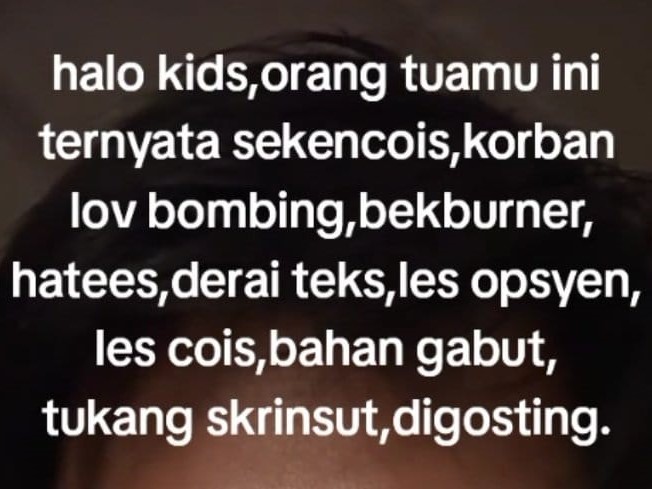 halo kids,orang tuamu ini
ternyata sekencois,korban
lov bombing,bekburner,
hatees,derai teks,les opsyen,
les cois,bahan gabut,
tukang skrinsut,digosting.